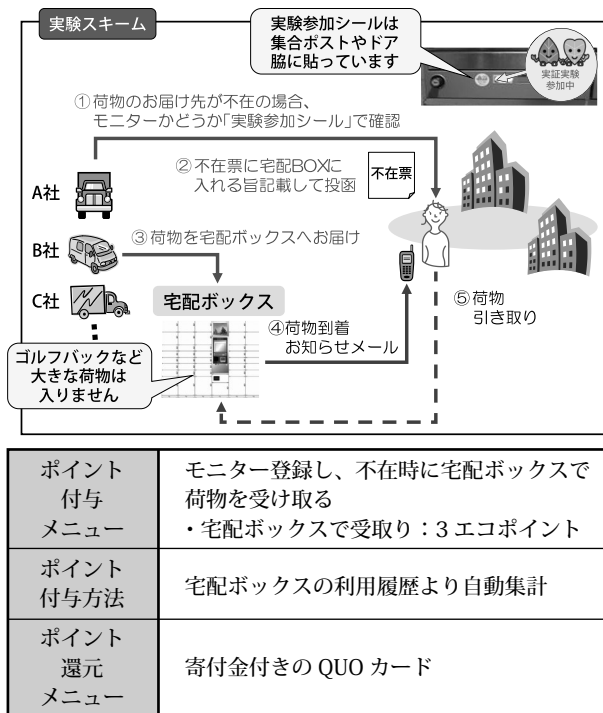 実験スキーム
実験参加シールは
集合ポストやドア
脇に貼っています
実証実験
参加中
①荷物のお届け先が不在の場合、
モニターかどうか「実験参加シール」で確認
②不在票に宅配BOXに
入れる旨記載して投函
不在票
A社
B社
③荷物を宅配ボックスへお届け
C社
宅配ボックス
④荷物到着
お知らせメール
⑤荷物
引き取り
ゴルフバックなど
大きな荷物は
入りません
ポイント
付与
メニュー
モニター登録し、不在時に宅配ボックスで
荷物を受け取る
・宅配ボックスで受取り：3エコポイント
ポイント
付与方法
宅配ボックスの利用履歴より自動集計
ポイント
還元
メニュー
寄付金付きの QUO カード